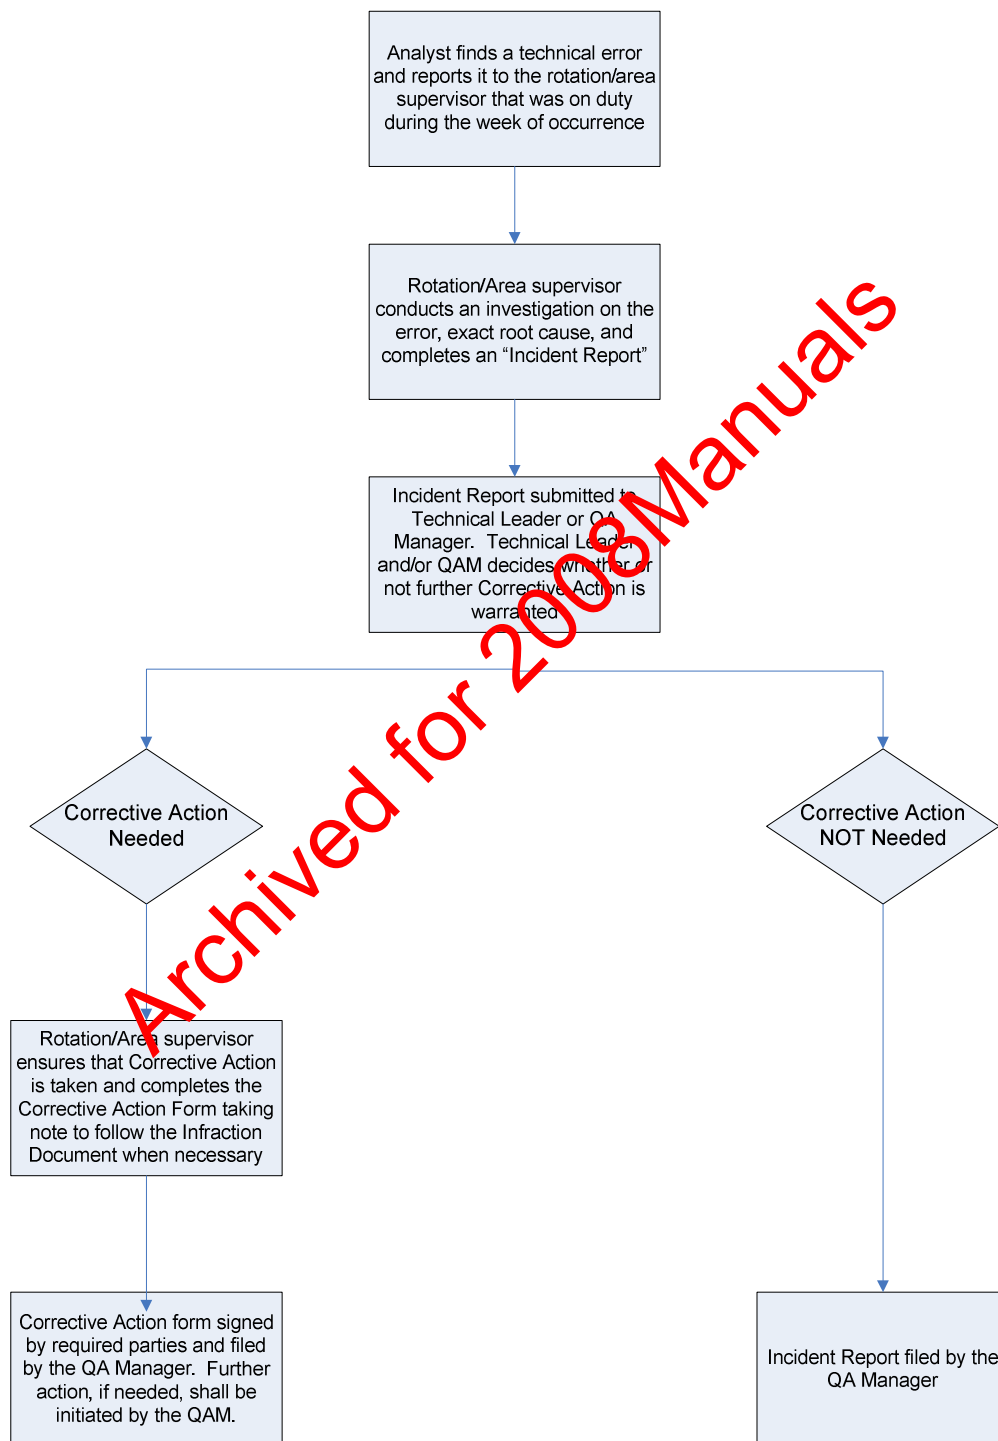 Analyst finds a technical error
and reports it to the rotation/area
supervisor that was on duty
during the week of occurrence
Rotation/Area supervisor
conducts an investigation on the
error, exact root cause, and
completes an “Incident Report”
Incident Report submitted to
Technical Leader or QA
Manager.  Technical Leader
and/or QAM decides whether or
not further Corrective Action is
warranted
Corrective Action
Needed
Corrective Action
NOT Needed
Rotation/Area supervisor
ensures that Corrective Action
is taken and completes the
Corrective Action Form taking
note to follow the Infraction
Document when necessary
Corrective Action form signed
by required parties and filed
by the QA Manager.  Further
action, if needed, shall be
initiated by the QAM.
Incident Report filed by the
QA Manager
Archived for 2008Manuals